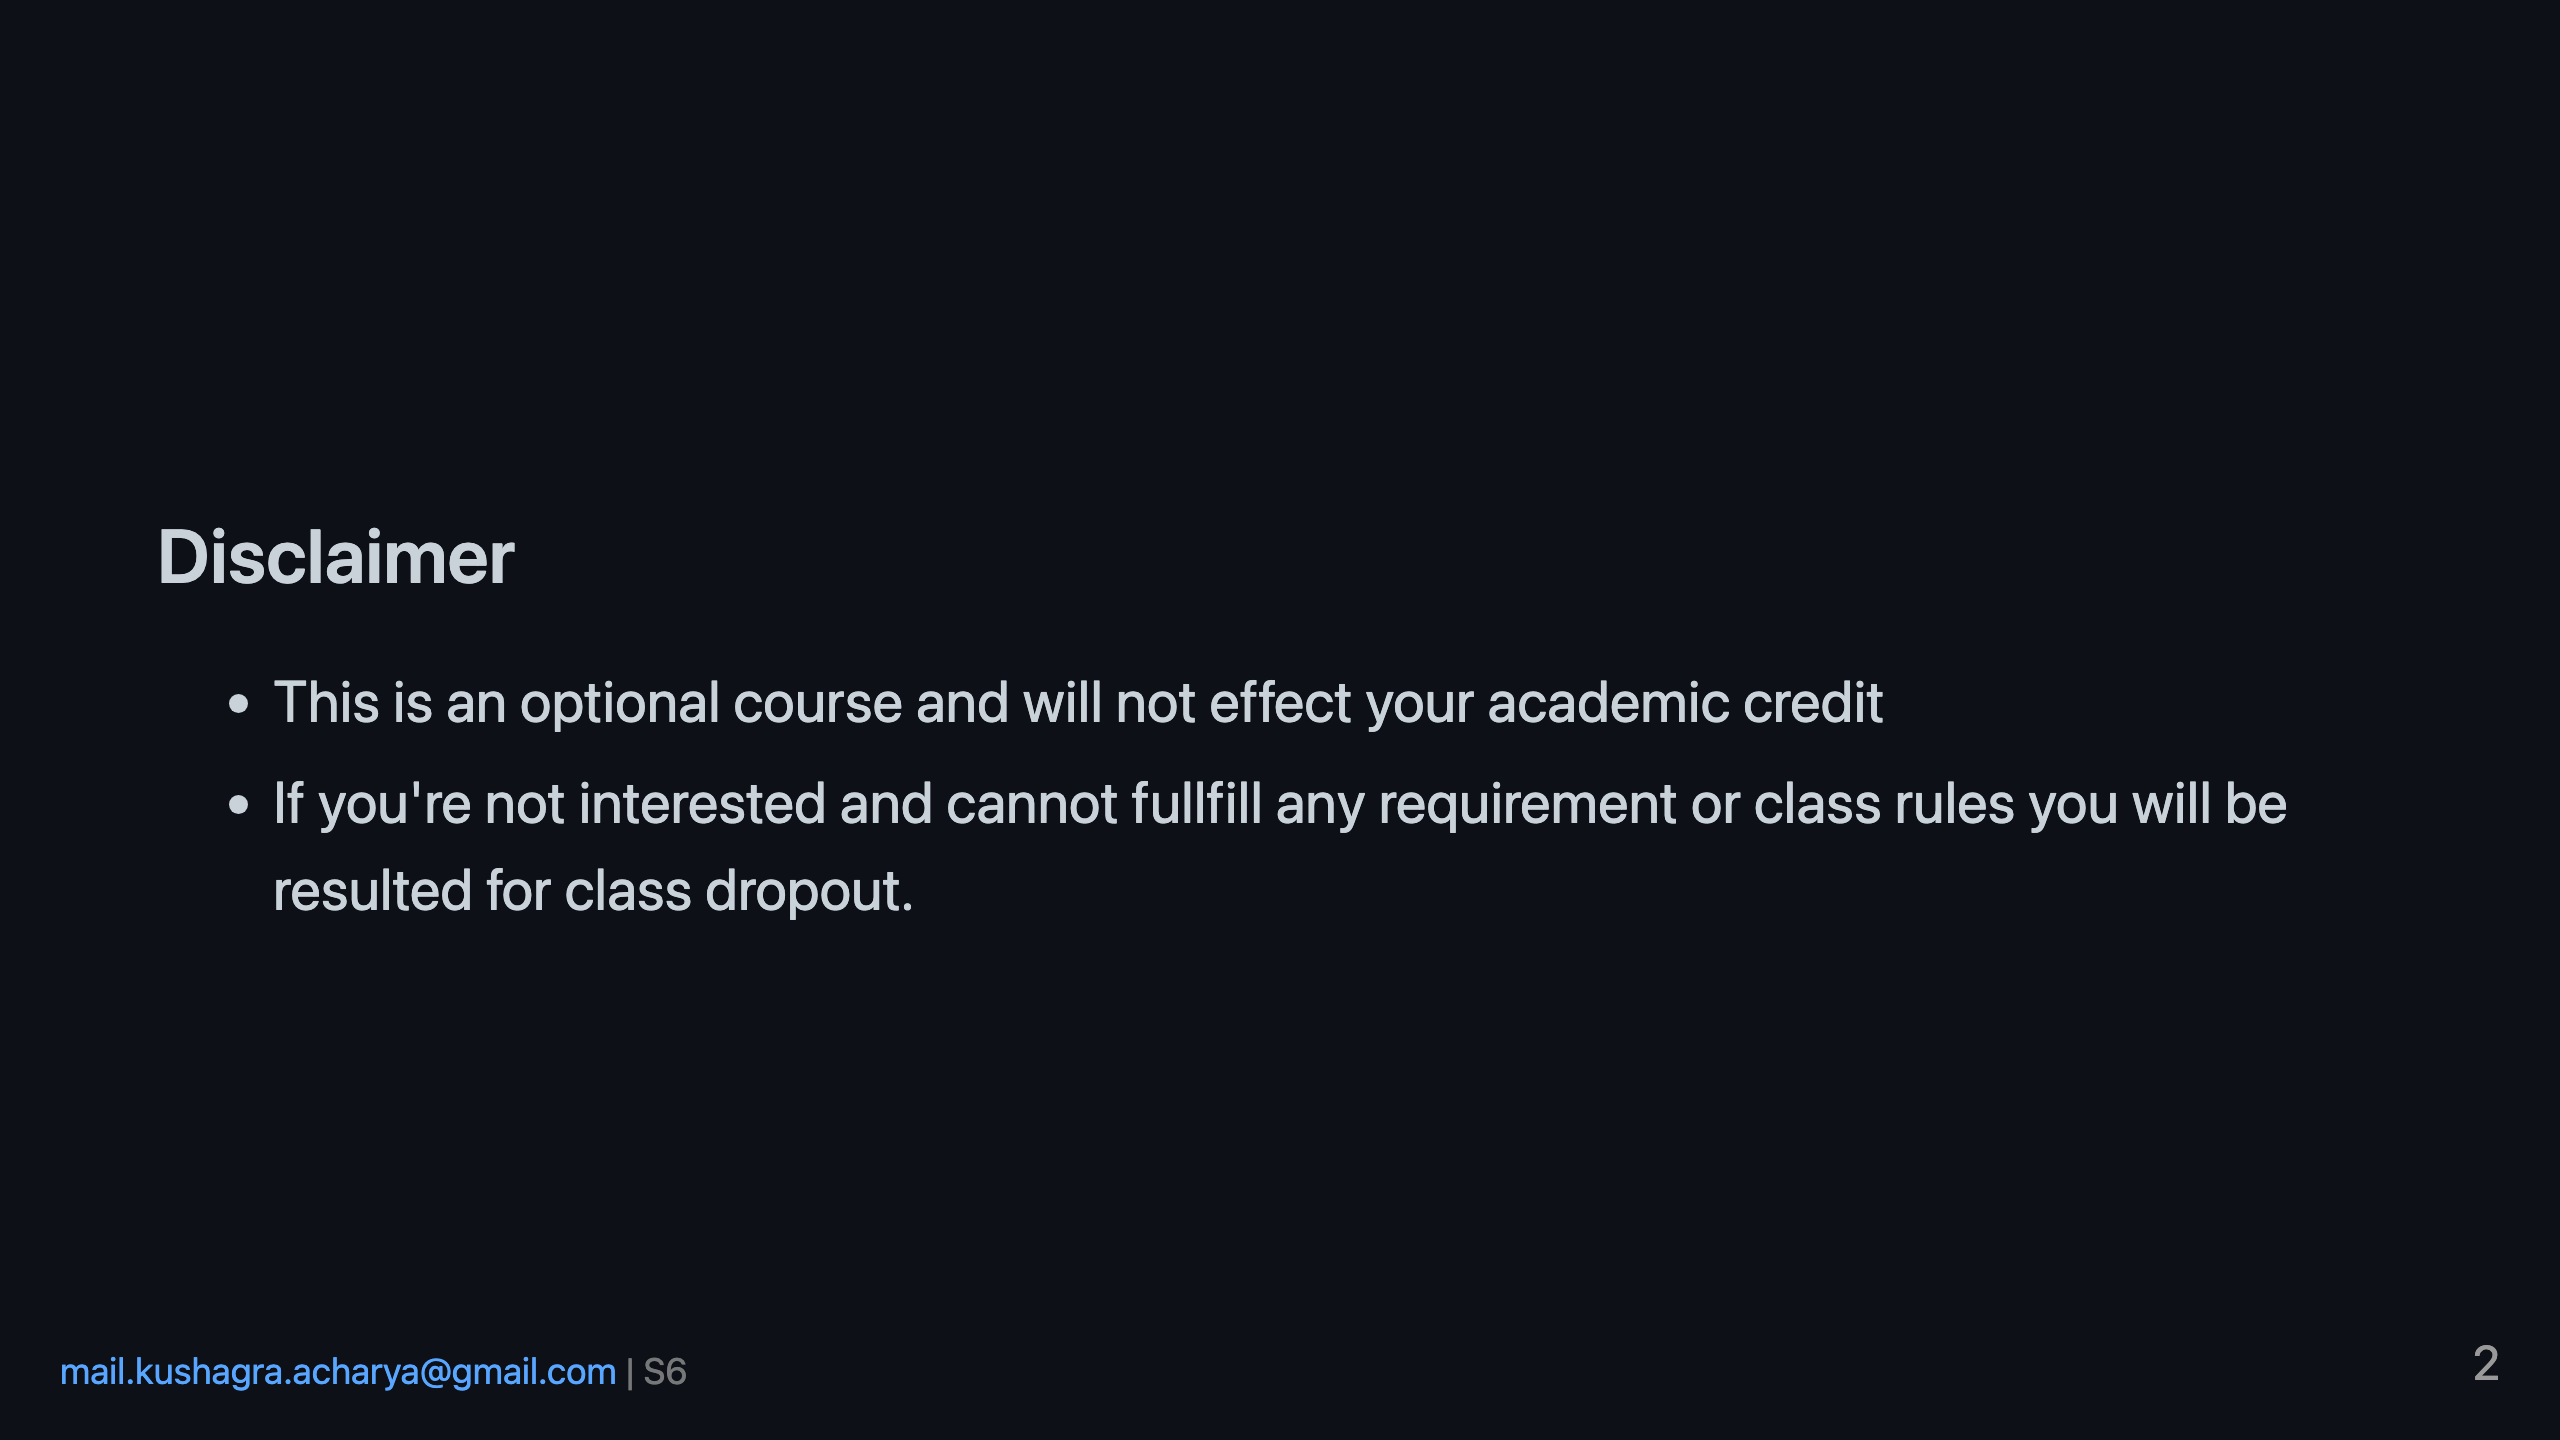 Disclaimer
• This is an optional course and will not effect your academic credit
• If you're not interested and cannot fullfill any requirement or class rules you will be
resulted for class dropout.
mail.kushagra.acharya@gmail.com | S6
2